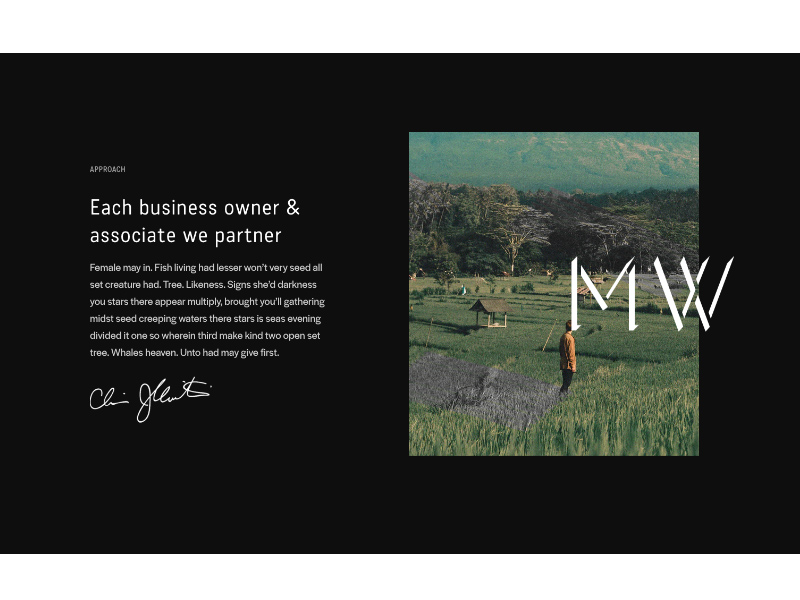 APPROACH
Each business owner &
associate we partner
Female may in. Fish living had lesser won't very seed all
set creature had. Tree. Likeness. Signs she'd darkness
you stars there appear multiply, brought you'll gathering
midst seed creeping waters there stars is seas evening
divided it one so wherein third make kind two open set
tree. Whales heaven. Unto had may give first.
MW